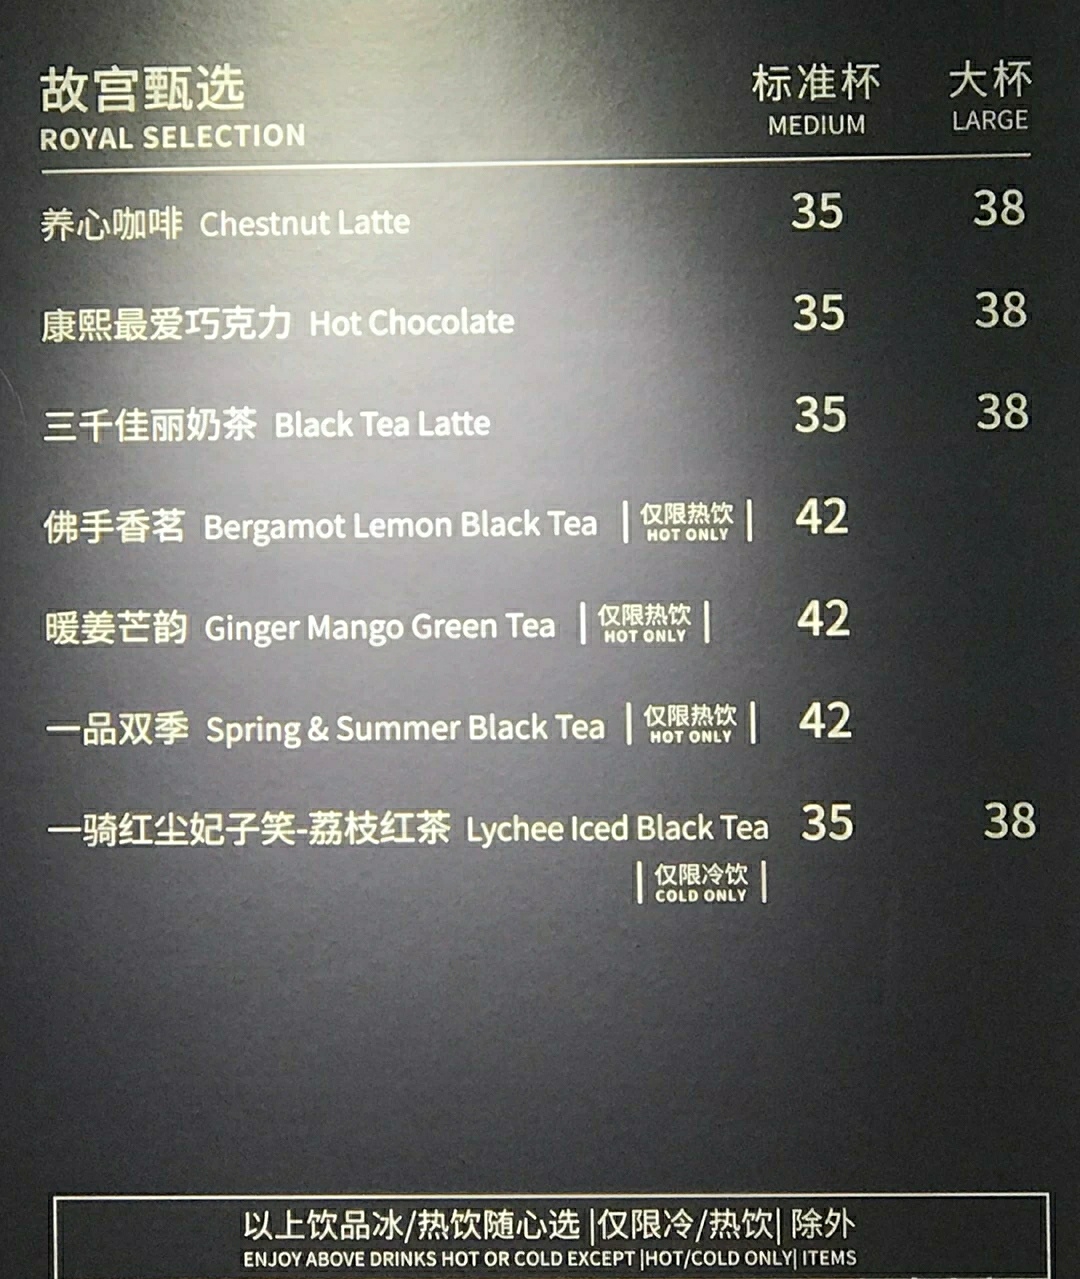 故宫甄选 标准杯 大杯
ROYAL SELECTION MEDIUM LARGE
养心咖啡 Chestnut Latte 35 38
康熙最爱巧克力 Hot Chocolate 35 38
三千佳丽奶茶 Black Tea Latte 35 38
佛手香茗 Bergamot Lemon Black Tea |仅限热饮 HOT ONLY| 42
暖姜芒韵 Ginger Mango Green Tea |仅限热饮 HOT ONLY| 42
一品双季 Spring & Summer Black Tea |仅限热饮 HOT ONLY| 42
一骑红尘妃子笑-荔枝红茶 Lychee Iced Black Tea 35 38
|仅限冷饮 COLD ONLY|
以上饮品冰/热饮随心选 |仅限冷/热饮| 除外
ENJOY ABOVE DRINKS HOT OR COLD EXCEPT |HOT/COLD ONLY| ITEMS